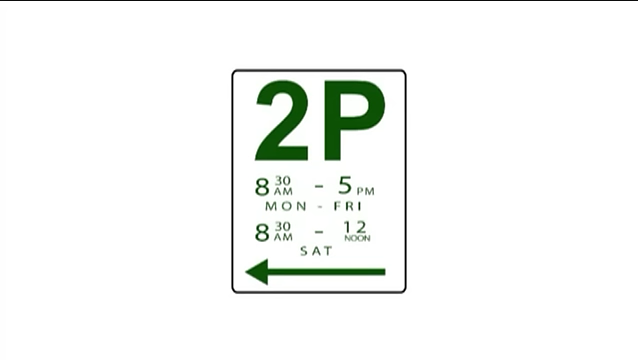 2P
8 30 AM - 5 PM
MON - FRI
8 30 AM - 12 NOON
SAT